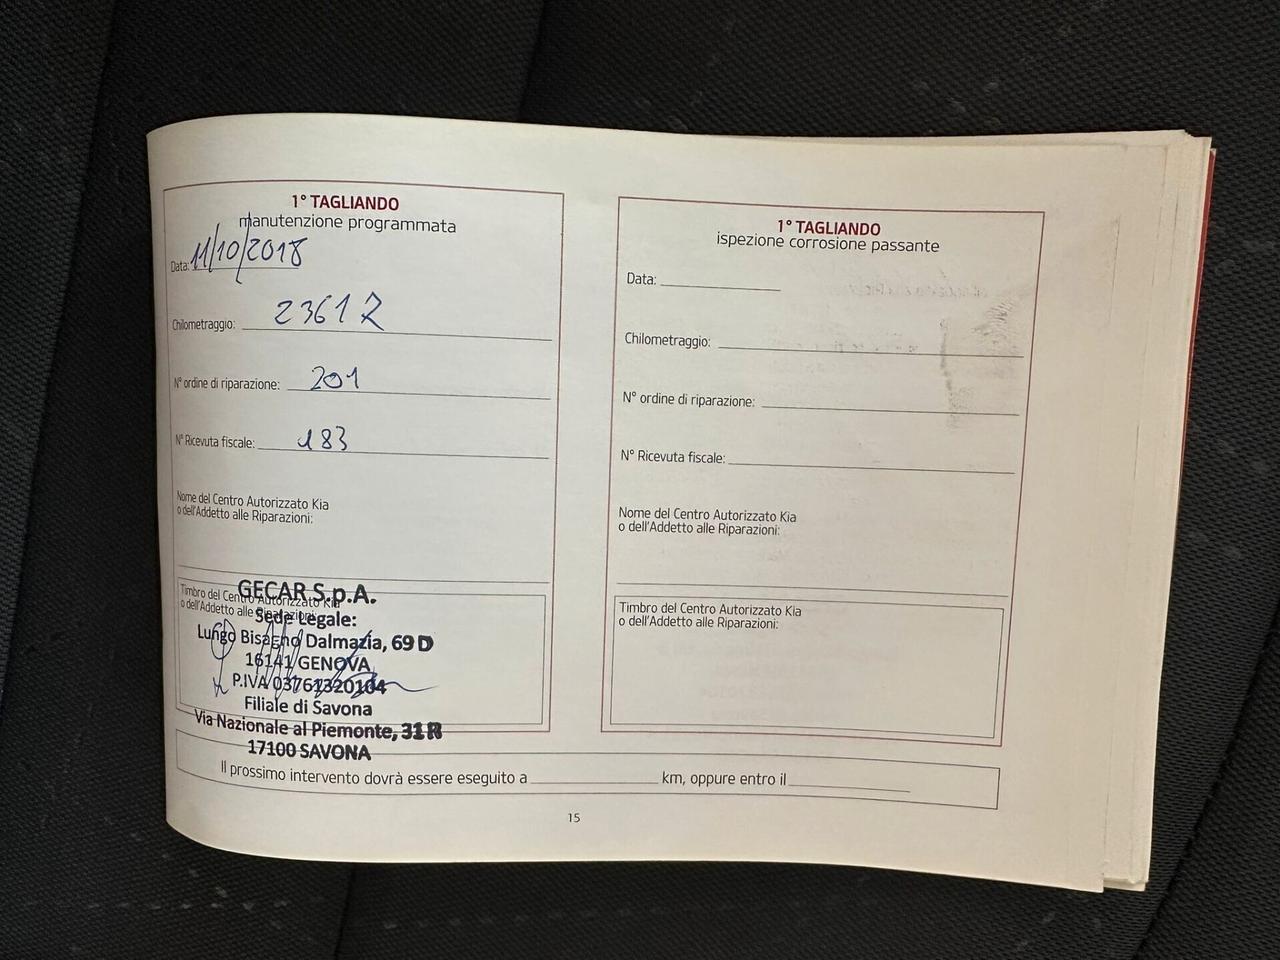 1° TAGLIANDO
manutenzione programmata
Data: 11/10/2018
Chilometraggio: 23612
N° ordine di riparazione: 201
N° Ricevuta fiscale: 183
Nome del Centro Autorizzato Kia
o dell'Addetto alle Riparazioni:
Timbro del Centro Autorizzato Kia
o dell'Addetto alle Riparazioni:
GECAR S.p.A.
Sede Legale:
Lungo Bisagno Dalmazia, 69 D
16141 GENOVA
P.IVA 03761320104
Filiale di Savona
Via Nazionale al Piemonte, 31R
17100 SAVONA
1° TAGLIANDO
ispezione corrosione passante
Data:
Chilometraggio:
N° ordine di riparazione:
N° Ricevuta fiscale:
Nome del Centro Autorizzato Kia
o dell'Addetto alle Riparazioni:
Timbro del Centro Autorizzato Kia
o dell'Addetto alle Riparazioni:
Il prossimo intervento dovrà essere eseguito a km, oppure entro il
15